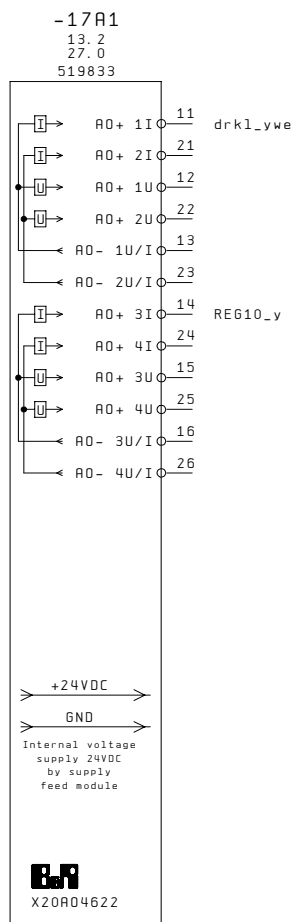 -17A1
13.2
27.0
519833
I AO+ 1I 11 drkl_ywe
I AO+ 2I 21
U AO+ 1U 12
U AO+ 2U 22
AO- 1U/I 13
AO- 2U/I 23
I AO+ 3I 14 REG10_y
I AO+ 4I 24
U AO+ 3U 15
U AO+ 4U 25
AO- 3U/I 16
AO- 4U/I 26
+24VDC
GND
Internal voltage
supply 24VDC
by supply
feed module
B&R
X20AO4622